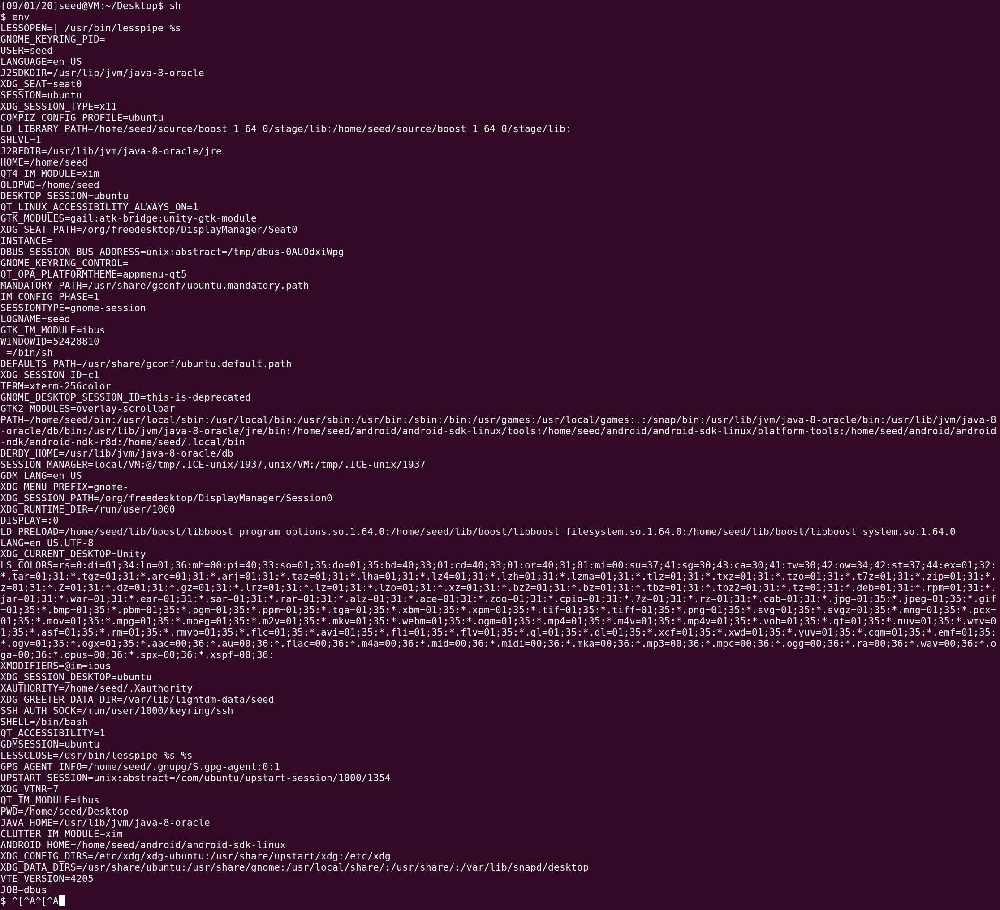 [09/01/20]seed@VM:~/Desktop$ sh
$ env
LESSOPEN=| /usr/bin/lesspipe %s
GNOME_KEYRING_PID=
USER=seed
LANGUAGE=en_US
J2SDKDIR=/usr/lib/jvm/java-8-oracle
XDG_SEAT=seat0
SESSION=ubuntu
XDG_SESSION_TYPE=x11
COMPIZ_CONFIG_PROFILE=ubuntu
LD_LIBRARY_PATH=/home/seed/source/boost_1_64_0/stage/lib:/home/seed/source/boost_1_64_0/stage/lib:
SHLVL=1
J2REDIR=/usr/lib/jvm/java-8-oracle/jre
HOME=/home/seed
QT4_IM_MODULE=xim
OLDPWD=/home/seed
DESKTOP_SESSION=ubuntu
QT_LINUX_ACCESSIBILITY_ALWAYS_ON=1
GTK_MODULES=gail:atk-bridge:unity-gtk-module
XDG_SEAT_PATH=/org/freedesktop/DisplayManager/Seat0
INSTANCE=
DBUS_SESSION_BUS_ADDRESS=unix:abstract=/tmp/dbus-0AUOdxiWpg
GNOME_KEYRING_CONTROL=
QT_QPA_PLATFORMTHEME=appmenu-qt5
MANDATORY_PATH=/usr/share/gconf/ubuntu.mandatory.path
IM_CONFIG_PHASE=1
SESSIONTYPE=gnome-session
LOGNAME=seed
GTK_IM_MODULE=ibus
WINDOWID=52428810
_=/bin/sh
DEFAULTS_PATH=/usr/share/gconf/ubuntu.default.path
XDG_SESSION_ID=c1
TERM=xterm-256color
GNOME_DESKTOP_SESSION_ID=this-is-deprecated
GTK2_MODULES=overlay-scrollbar
PATH=/home/seed/bin:/usr/local/sbin:/usr/local/bin:/usr/sbin:/usr/bin:/sbin:/bin:/usr/games:/usr/local/games:.:/snap/bin:/usr/lib/jvm/java-8-oracle/bin:/usr/lib/jvm/java-8
-oracle/db/bin:/usr/lib/jvm/java-8-oracle/jre/bin:/home/seed/android/android-sdk-linux/tools:/home/seed/android/android-sdk-linux/platform-tools:/home/seed/android/android
-ndk/android-ndk-r8d:/home/seed/.local/bin
DERBY_HOME=/usr/lib/jvm/java-8-oracle/db
SESSION_MANAGER=local/VM:@/tmp/.ICE-unix/1937,unix/VM:/tmp/.ICE-unix/1937
GDM_LANG=en_US
XDG_MENU_PREFIX=gnome-
XDG_SESSION_PATH=/org/freedesktop/DisplayManager/Session0
XDG_RUNTIME_DIR=/run/user/1000
DISPLAY=:0
LD_PRELOAD=/home/seed/lib/boost/libboost_program_options.so.1.64.0:/home/seed/lib/boost/libboost_filesystem.so.1.64.0:/home/seed/lib/boost/libboost_system.so.1.64.0
LANG=en_US.UTF-8
XDG_CURRENT_DESKTOP=Unity
LS_COLORS=rs=0:di=01;34:ln=01;36:mh=00:pi=40;33:so=01;35:do=01;35:bd=40;33;01:cd=40;33;01:or=40;31;01:mi=00:su=37;41:sg=30;43:ca=30;41:tw=30;42:ow=34;42:st=37;44:ex=01;32:
*.tar=01;31:*.tgz=01;31:*.arc=01;31:*.arj=01;31:*.taz=01;31:*.lha=01;31:*.lz4=01;31:*.lzh=01;31:*.lzma=01;31:*.tlz=01;31:*.txz=01;31:*.tzo=01;31:*.t7z=01;31:*.zip=01;31:*.
z=01;31:*.Z=01;31:*.dz=01;31:*.gz=01;31:*.lrz=01;31:*.lz=01;31:*.lzo=01;31:*.xz=01;31:*.bz2=01;31:*.bz=01;31:*.tbz=01;31:*.tbz2=01;31:*.tz=01;31:*.deb=01;31:*.rpm=01;31:*.
jar=01;31:*.war=01;31:*.ear=01;31:*.sar=01;31:*.rar=01;31:*.alz=01;31:*.ace=01;31:*.zoo=01;31:*.cpio=01;31:*.7z=01;31:*.rz=01;31:*.cab=01;31:*.jpg=01;35:*.jpeg=01;35:*.gif
=01;35:*.bmp=01;35:*.pbm=01;35:*.pgm=01;35:*.ppm=01;35:*.tga=01;35:*.xbm=01;35:*.xpm=01;35:*.tif=01;35:*.tiff=01;35:*.png=01;35:*.svg=01;35:*.svgz=01;35:*.mng=01;35:*.pcx=
01;35:*.mov=01;35:*.mpg=01;35:*.mpeg=01;35:*.m2v=01;35:*.mkv=01;35:*.webm=01;35:*.ogm=01;35:*.mp4=01;35:*.m4v=01;35:*.mp4v=01;35:*.vob=01;35:*.qt=01;35:*.nuv=01;35:*.wmv=0
1;35:*.asf=01;35:*.rm=01;35:*.rmvb=01;35:*.flc=01;35:*.avi=01;35:*.fli=01;35:*.flv=01;35:*.gl=01;35:*.dl=01;35:*.xcf=01;35:*.xwd=01;35:*.yuv=01;35:*.cgm=01;35:*.emf=01;35:
*.ogv=01;35:*.ogx=01;35:*.aac=00;36:*.au=00;36:*.flac=00;36:*.m4a=00;36:*.mid=00;36:*.midi=00;36:*.mka=00;36:*.mp3=00;36:*.mpc=00;36:*.ogg=00;36:*.ra=00;36:*.wav=00;36:*.o
ga=00;36:*.opus=00;36:*.spx=00;36:*.xspf=00;36:
XMODIFIERS=@im=ibus
XDG_SESSION_DESKTOP=ubuntu
XAUTHORITY=/home/seed/.Xauthority
XDG_GREETER_DATA_DIR=/var/lib/lightdm-data/seed
SSH_AUTH_SOCK=/run/user/1000/keyring/ssh
SHELL=/bin/bash
QT_ACCESSIBILITY=1
GDMSESSION=ubuntu
LESSCLOSE=/usr/bin/lesspipe %s %s
GPG_AGENT_INFO=/home/seed/.gnupg/S.gpg-agent:0:1
UPSTART_SESSION=unix:abstract=/com/ubuntu/upstart-session/1000/1354
XDG_VTNR=7
QT_IM_MODULE=ibus
PWD=/home/seed/Desktop
JAVA_HOME=/usr/lib/jvm/java-8-oracle
CLUTTER_IM_MODULE=xim
ANDROID_HOME=/home/seed/android/android-sdk-linux
XDG_CONFIG_DIRS=/etc/xdg/xdg-ubuntu:/usr/share/upstart/xdg:/etc/xdg
XDG_DATA_DIRS=/usr/share/ubuntu:/usr/share/gnome:/usr/local/share/:/usr/share/:/var/lib/snapd/desktop
VTE_VERSION=4205
JOB=dbus
$ ^[^A^[^A